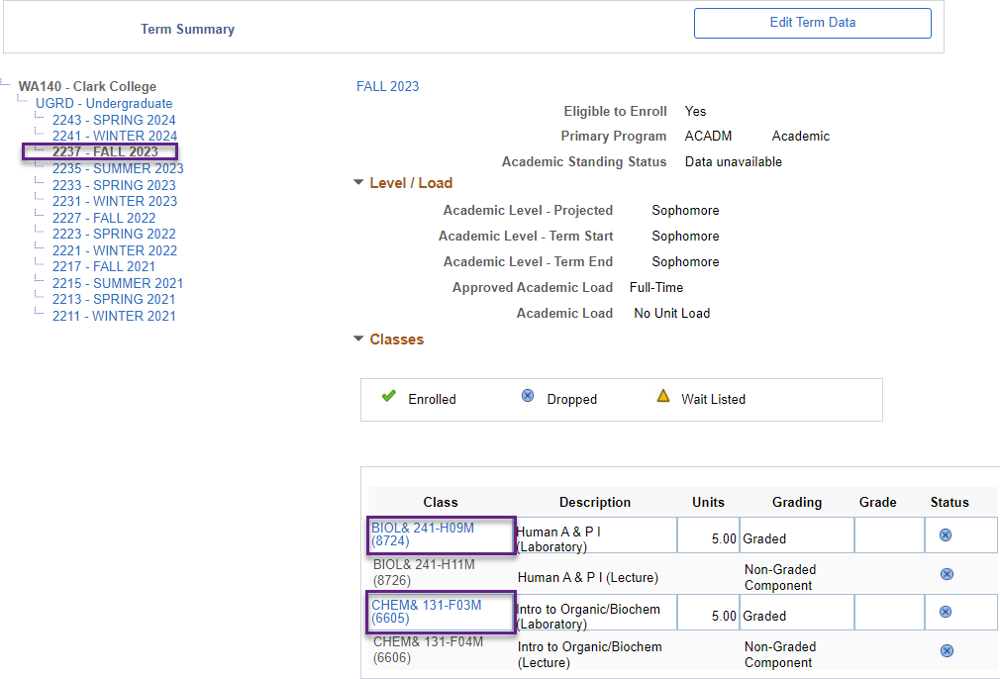 Term Summary
Edit Term Data
WA140 - Clark College
UGRD - Undergraduate
2243 - SPRING 2024
2241 - WINTER 2024
2237 - FALL 2023
2235 - SUMMER 2023
2233 - SPRING 2023
2231 - WINTER 2023
2227 - FALL 2022
2223 - SPRING 2022
2221 - WINTER 2022
2217 - FALL 2021
2215 - SUMMER 2021
2213 - SPRING 2021
2211 - WINTER 2021
FALL 2023
Eligible to Enroll Yes
Primary Program ACADM Academic
Academic Standing Status Data unavailable
Level / Load
Academic Level - Projected Sophomore
Academic Level - Term Start Sophomore
Academic Level - Term End Sophomore
Approved Academic Load Full-Time
Academic Load No Unit Load
Classes
Enrolled Dropped Wait Listed
Class Description Units Grading Grade Status
BIOL& 241-H09M
(8724)
Human A & P I
(Laboratory)
5.00 Graded
BIOL& 241-H11M
(8726)
Human A & P I (Lecture)
Non-Graded
Component
CHEM& 131-F03M
(6605)
Intro to Organic/Biochem
(Laboratory)
5.00 Graded
CHEM& 131-F04M
(6606)
Intro to Organic/Biochem
(Lecture)
Non-Graded
Component